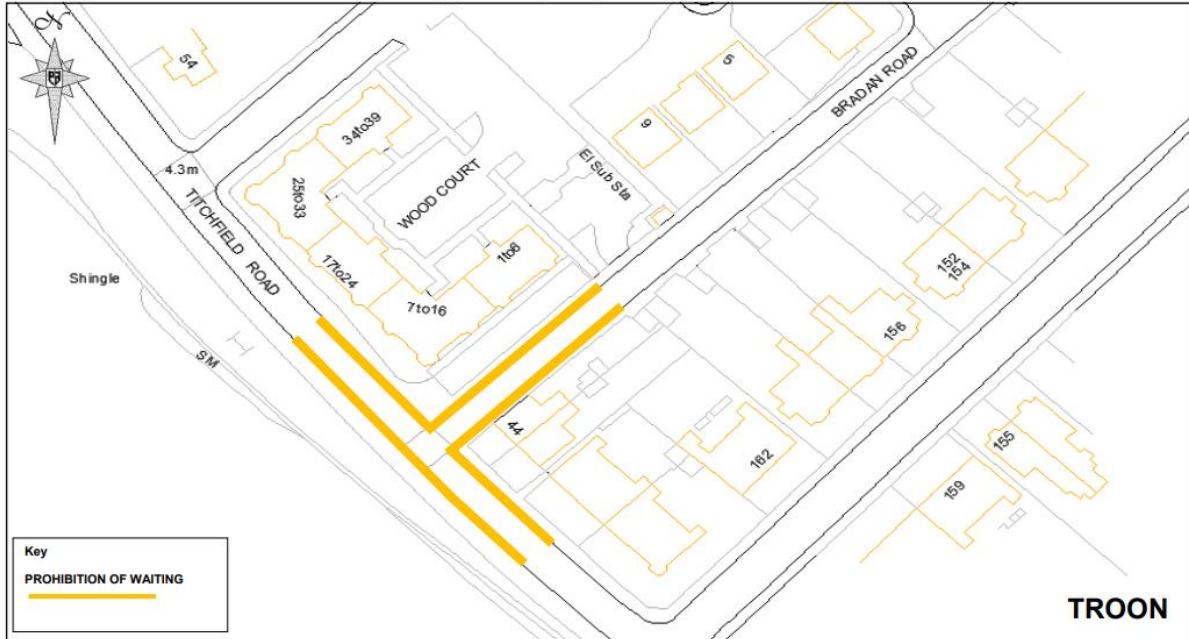 54
5
BRADAN ROAD
34to39
9
4.3m
25to33
WOOD COURT
El Sub Sta
TITCHFIELD ROAD
1to6
152
154
Shingle
17to24
7to16
156
SM
44
162
155
159
Key
PROHIBITION OF WAITING
TROON